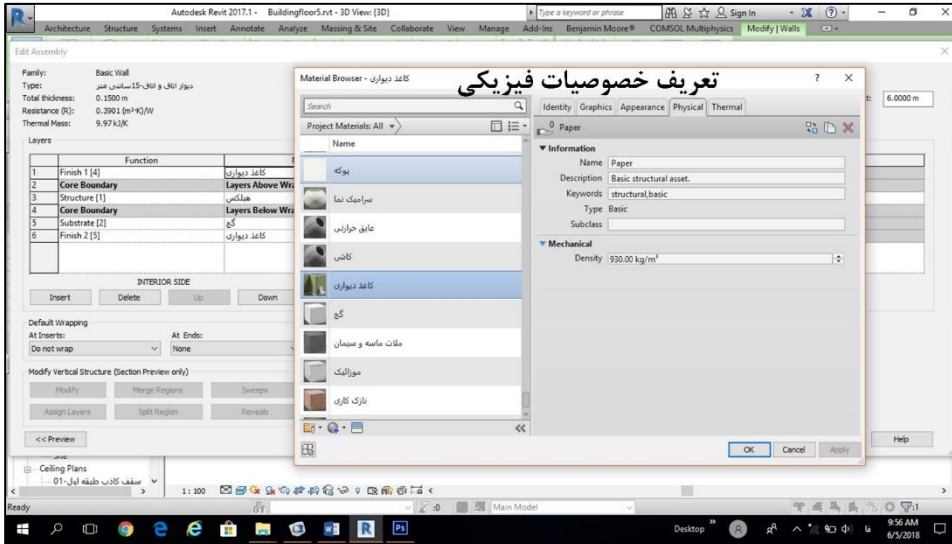 Autodesk Revit 2017.1 - Buildingfloor5.rvt - 3D View: {3D}
Type a keyword or phrase
Sign In
Architecture Structure Systems Insert Annotate Analyze Massing & Site Collaborate View Manage Add-Ins Benjamin Moore® COMSOL Multiphysics Modify | Walls
Edit Assembly
Family: Basic Wall
Type: دیوار اتاق و اتاق-15سانتی متر
Total thickness: 0.1500 m
Resistance (R): 0.3901 (m²·K)/W
Thermal Mass: 9.97 kJ/K
6.0000 m
Layers
Function
1 Finish 1 [4] کاغذ دیواری
2 Core Boundary Layers Above Wra
3 Structure [1] هبلکس
4 Core Boundary Layers Below Wra
5 Substrate [2] گچ
6 Finish 2 [5] کاغذ دیواری
INTERIOR SIDE
Insert Delete Up Down
Default Wrapping
At Inserts: At Ends:
Do not wrap None
Modify Vertical Structure (Section Preview only)
Modify Merge Regions Sweeps
Assign Layers Split Region Reveals
<< Preview
Help
Material Browser - کاغذ دیواری
تعریف خصوصیات فیزیکی
Search
Project Materials: All
Name
پوکه
سرامیک نما
عایق حرارتی
کاشی
کاغذ دیواری
گچ
ملات ماسه و سیمان
موزائیک
نازک کاری
Identity Graphics Appearance Physical Thermal
0 Paper
Information
Name Paper
Description Basic structural asset.
Keywords structural,basic
Type Basic
Subclass
Mechanical
Density 930.00 kg/m³
OK Cancel Apply
Ceiling Plans
سقف کاذب طبقه اول-01
1 : 100
Ready
:0 Main Model
:1
Desktop
9:56 AM
6/5/2018